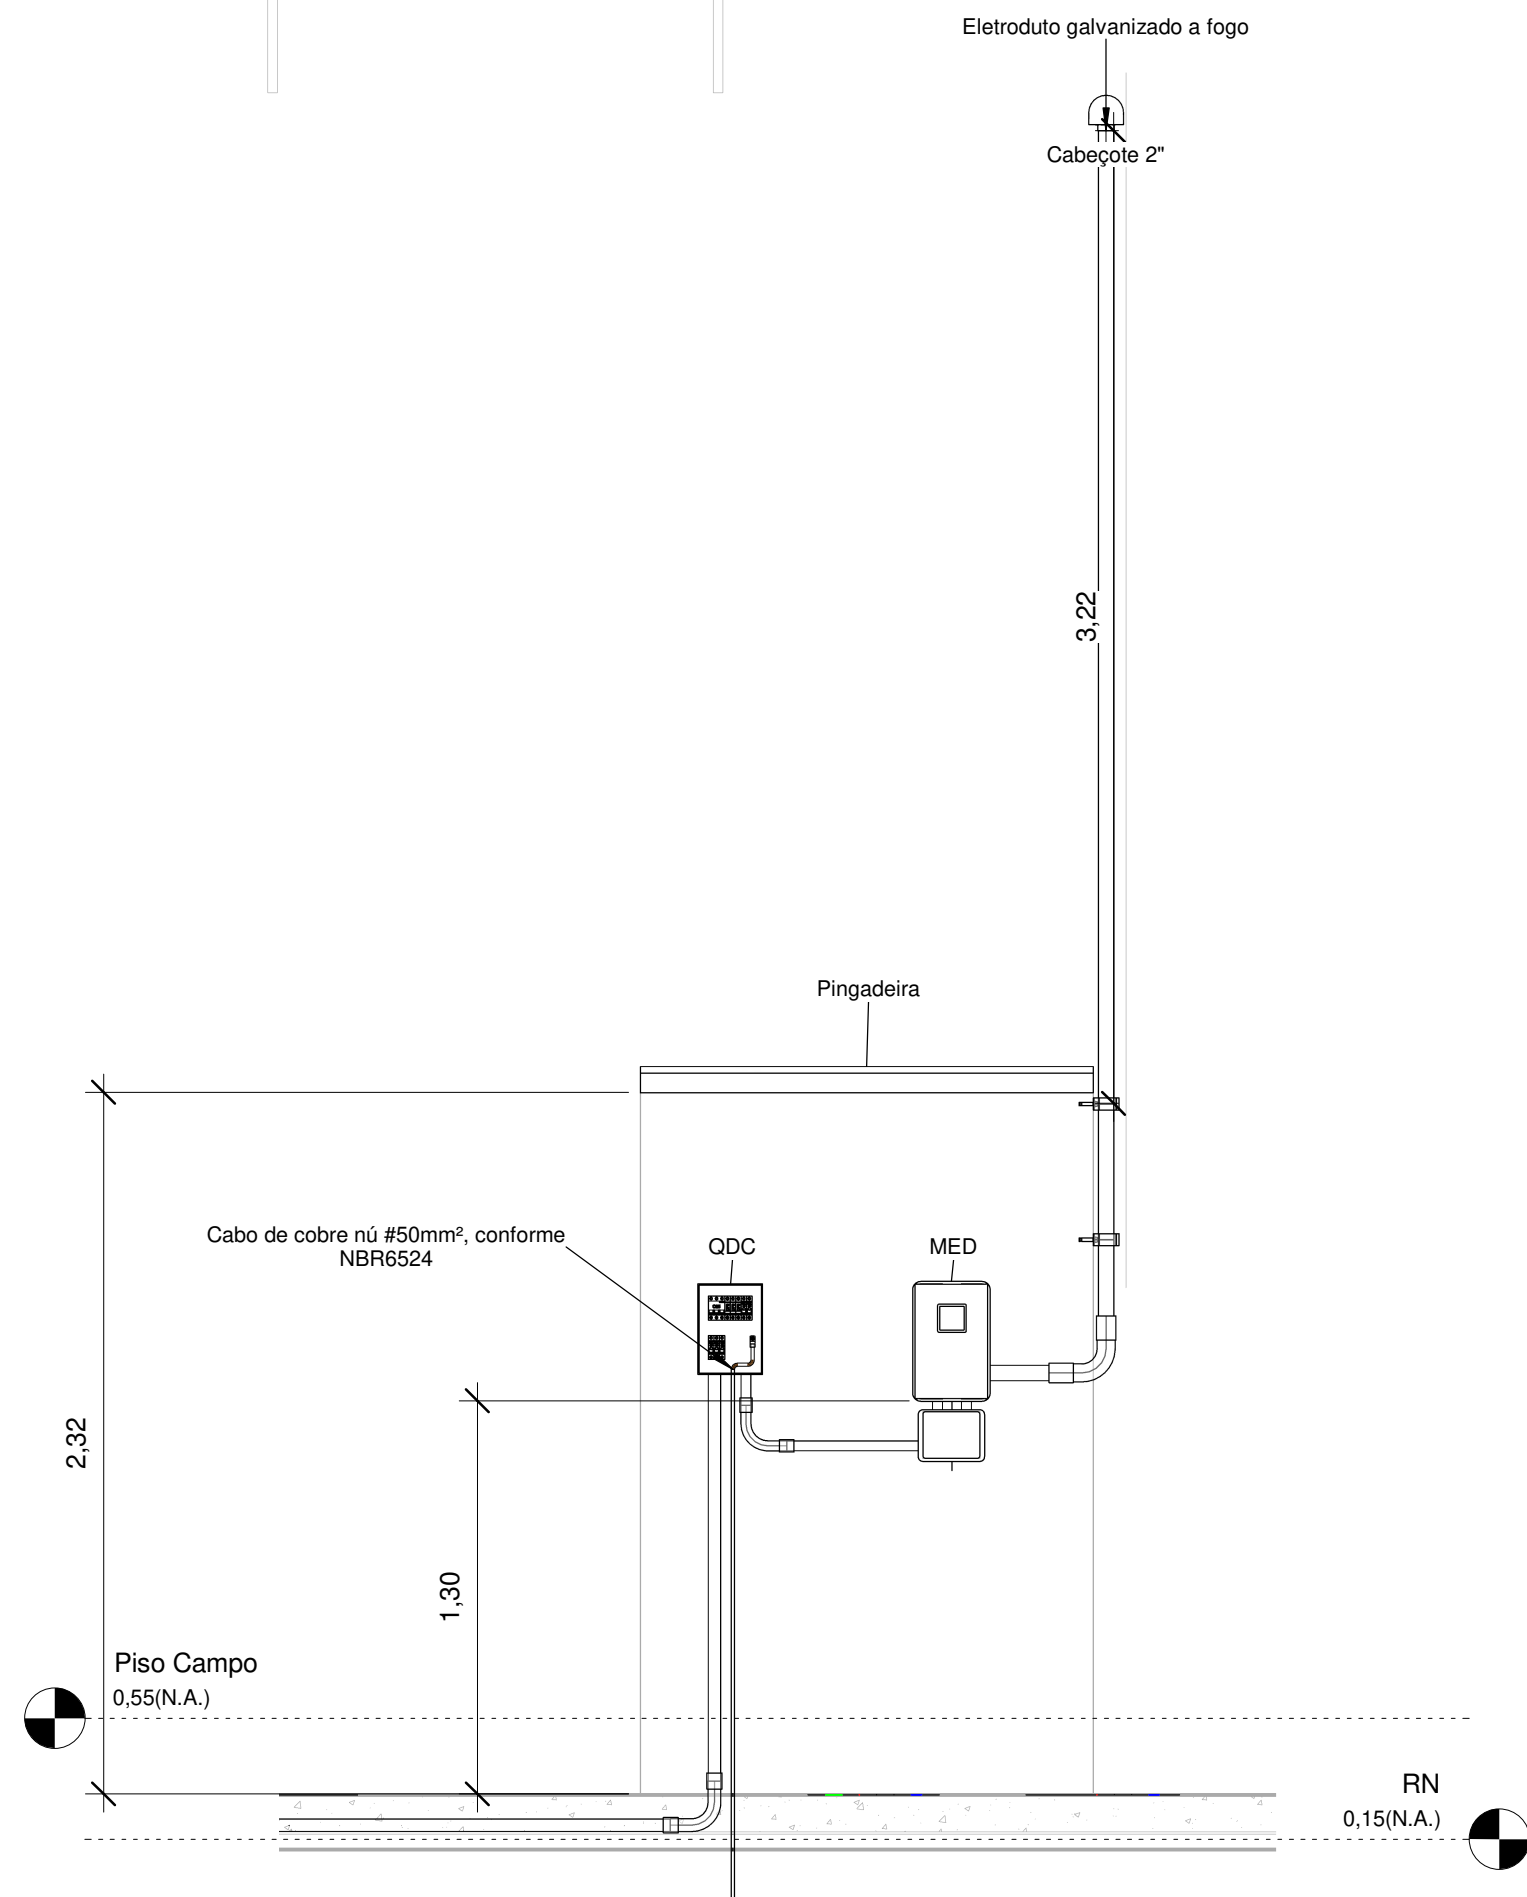 Eletroduto galvanizado a fogo
Cabeçote 2"
3,22
Pingadeira
Cabo de cobre nú #50mm², conforme
NBR6524
QDC
MED
2,32
1,30
Piso Campo
0,55(N.A.)
RN
0,15(N.A.)